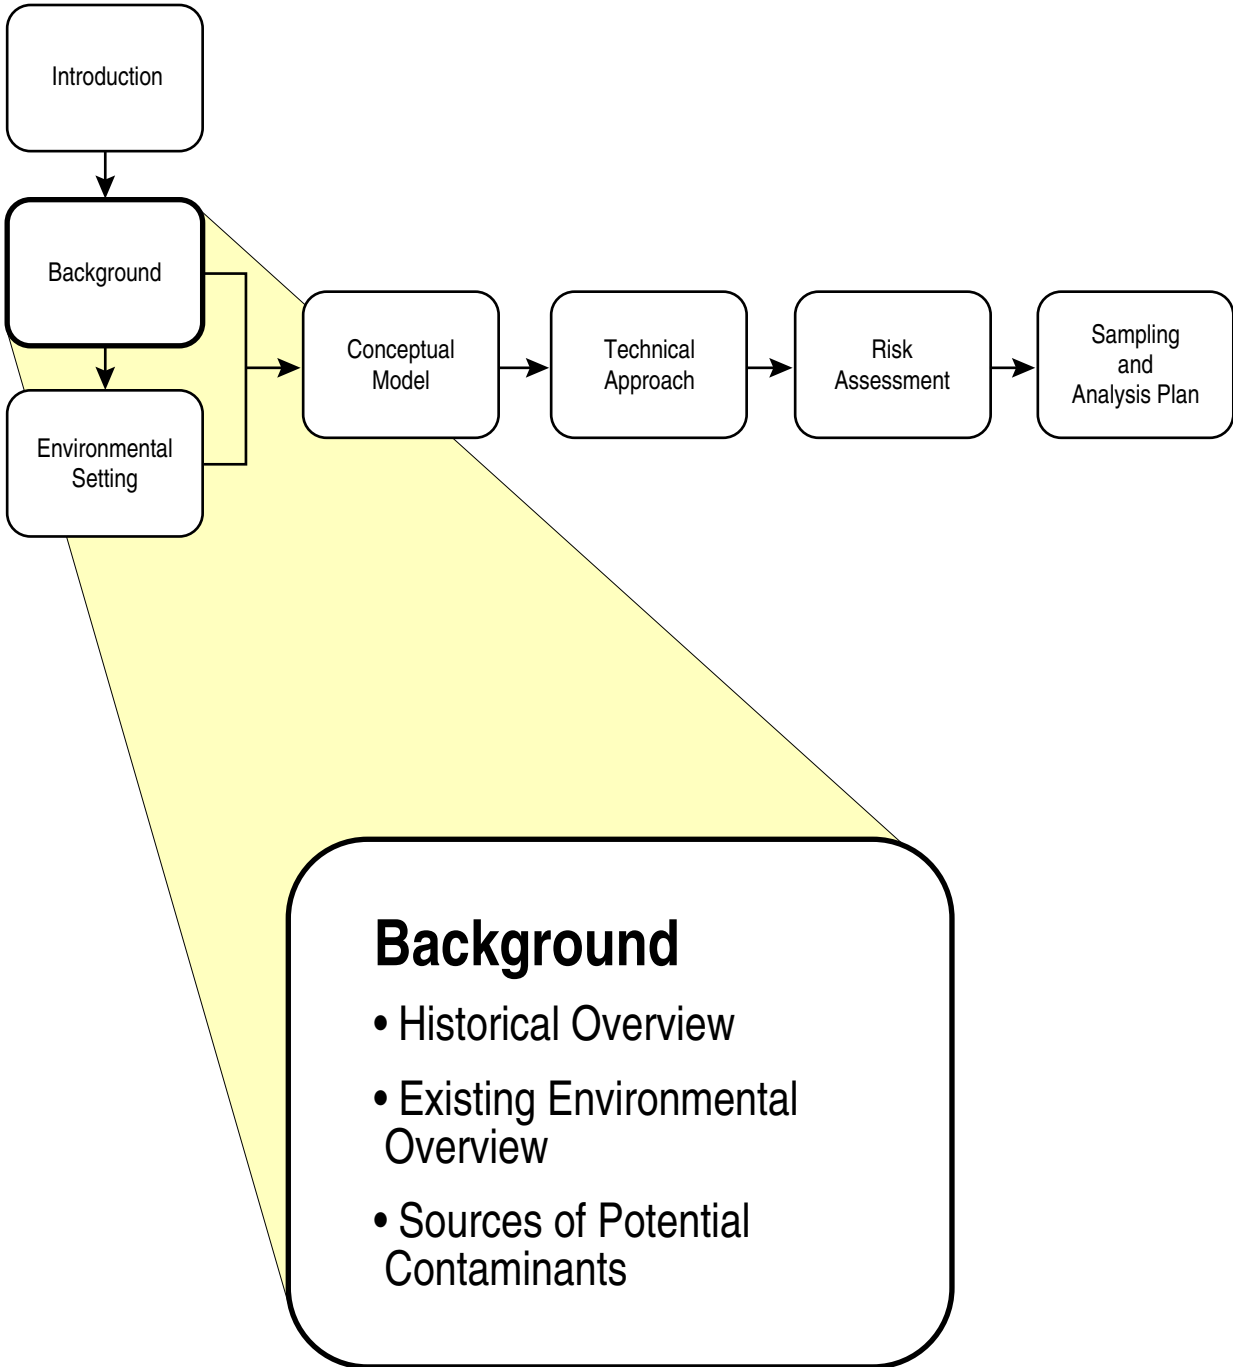 Introduction
Background
Environmental
Setting
Conceptual
Model
Technical
Approach
Risk
Assessment
Sampling
and
Analysis Plan
Background
• Historical Overview
• Existing Environmental
Overview
• Sources of Potential
Contaminants